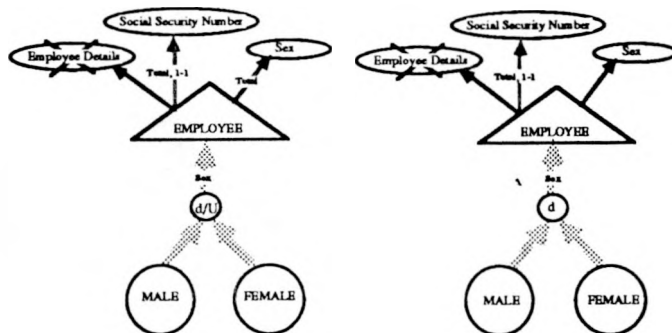 Social Security Number
Employee Details
Sex
Total, 1-1
Total
EMPLOYEE
Sex
d/U
MALE
FEMALE
Social Security Number
Employee Details
Sex
Total, 1-1
EMPLOYEE
Sex
d
MALE
FEMALE